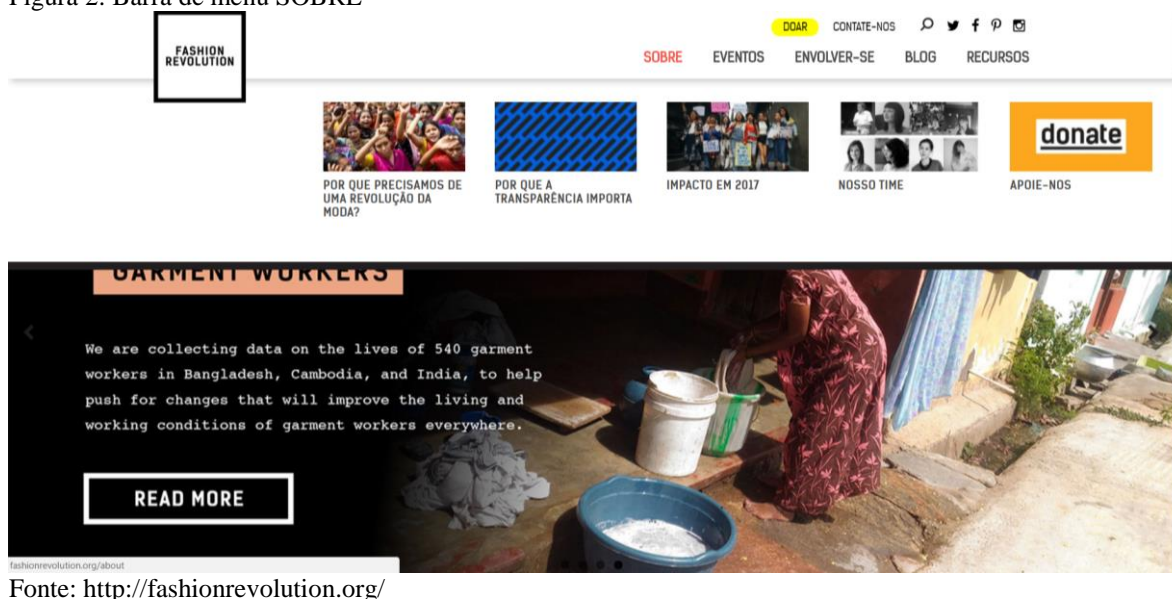 Figura 2: Barra de menu SOBRE
DOAR CONTATE-NOS
FASHION
REVOLUTION
SOBRE EVENTOS ENVOLVER-SE BLOG RECURSOS
donate
POR QUE PRECISAMOS DE
UMA REVOLUÇÃO DA
MODA?
POR QUE A
TRANSPARÊNCIA IMPORTA
IMPACTO EM 2017
NOSSO TIME
APOIE-NOS
GARMENT WORKERS
We are collecting data on the lives of 540 garment
workers in Bangladesh, Cambodia, and India, to help
push for changes that will improve the living and
working conditions of garment workers everywhere.
READ MORE
fashionrevolution.org/about
Fonte: http://fashionrevolution.org/